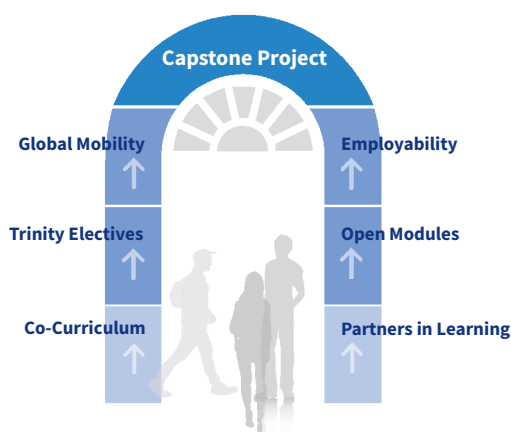 Capstone Project
Global Mobility
Employability
Trinity Electives
Open Modules
Co-Curriculum
Partners in Learning